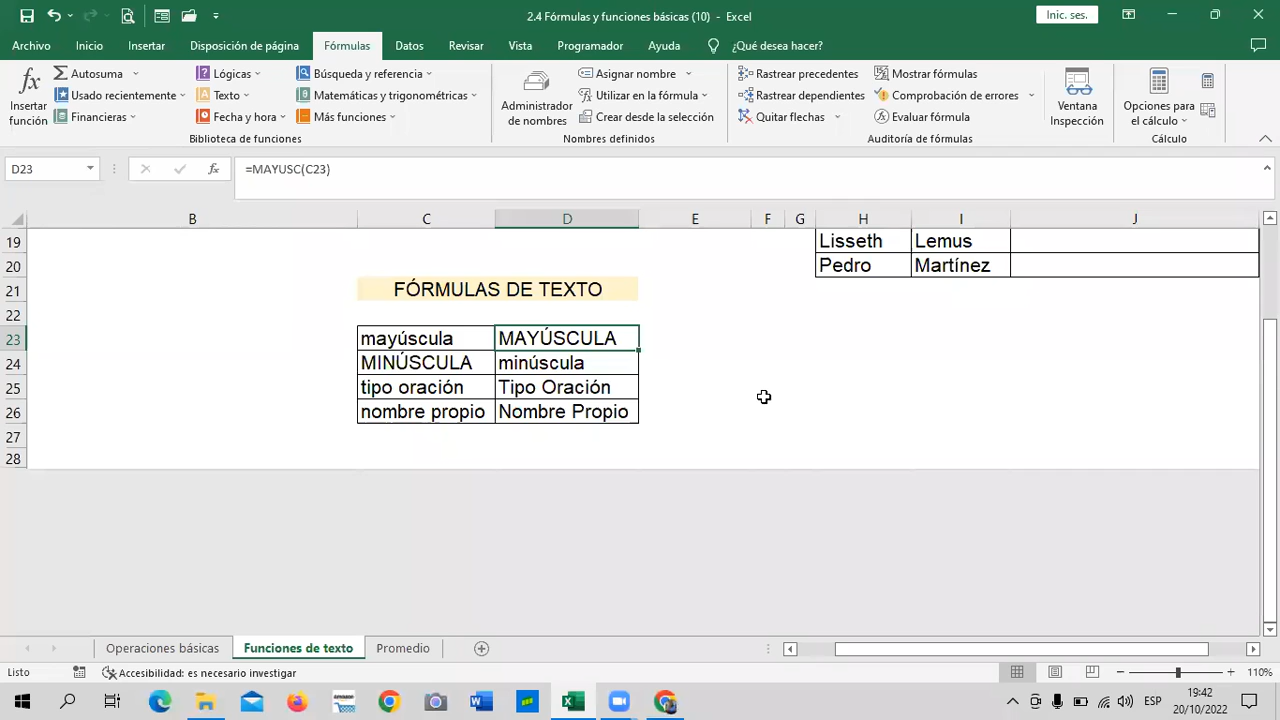 2.4 Fórmulas y funciones básicas (10) - Excel
Inic. ses.
Archivo Inicio Insertar Disposición de página Fórmulas Datos Revisar Vista Programador Ayuda ¿Qué desea hacer?
Insertar función
Autosuma
Usado recientemente
Financieras
Lógicas
Texto
Fecha y hora
Búsqueda y referencia
Matemáticas y trigonométricas
Más funciones
Biblioteca de funciones
Administrador de nombres
Asignar nombre
Utilizar en la fórmula
Crear desde la selección
Nombres definidos
Rastrear precedentes
Rastrear dependientes
Quitar flechas
Mostrar fórmulas
Comprobación de errores
Evaluar fórmula
Auditoría de fórmulas
Ventana Inspección
Opciones para el cálculo
Cálculo
D23 fx =MAYUSC(C23)
B C D E F G H I J
19 Lisseth Lemus
20 Pedro Martínez
21 FÓRMULAS DE TEXTO
22
23 mayúscula MAYÚSCULA
24 MINÚSCULA minúscula
25 tipo oración Tipo Oración
26 nombre propio Nombre Propio
27
28
Operaciones básicas Funciones de texto Promedio
Listo Accesibilidad: es necesario investigar 110%
W ESP 19:42
20/10/2022